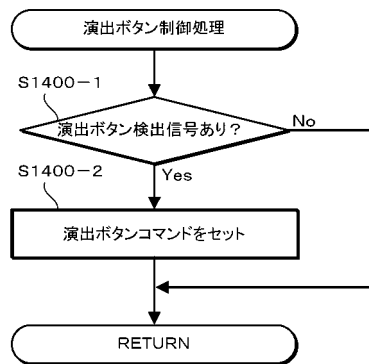 演出ボタン制御処理
S1400-1
演出ボタン検出信号あり?
No
Yes
S1400-2
演出ボタンコマンドをセット
RETURN